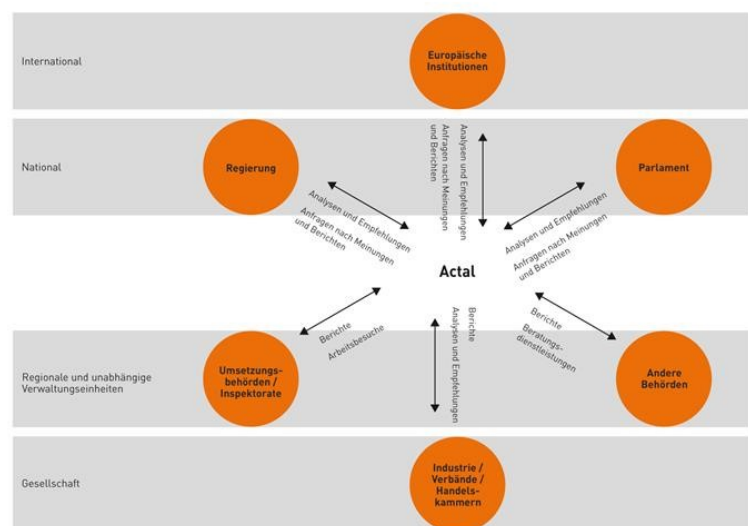 International
Europäische
Institutionen
National
Regierung
Parlament
Analysen und Empfehlungen
Anfragen nach Meinungen
und Berichten
Analysen und Empfehlungen
Anfragen nach Meinungen
und Berichten
Analysen und Empfehlungen
Anfragen nach Meinungen
und Berichten
Actal
Berichte
Arbeitsbesuche
Berichte
Analysen und Empfehlungen
Berichte
Beratungs-
dienstleistungen
Regionale und unabhängige
Verwaltungseinheiten
Umsetzungs-
behörden /
Inspektorate
Andere
Behörden
Gesellschaft
Industrie /
Verbände /
Handels-
kammern